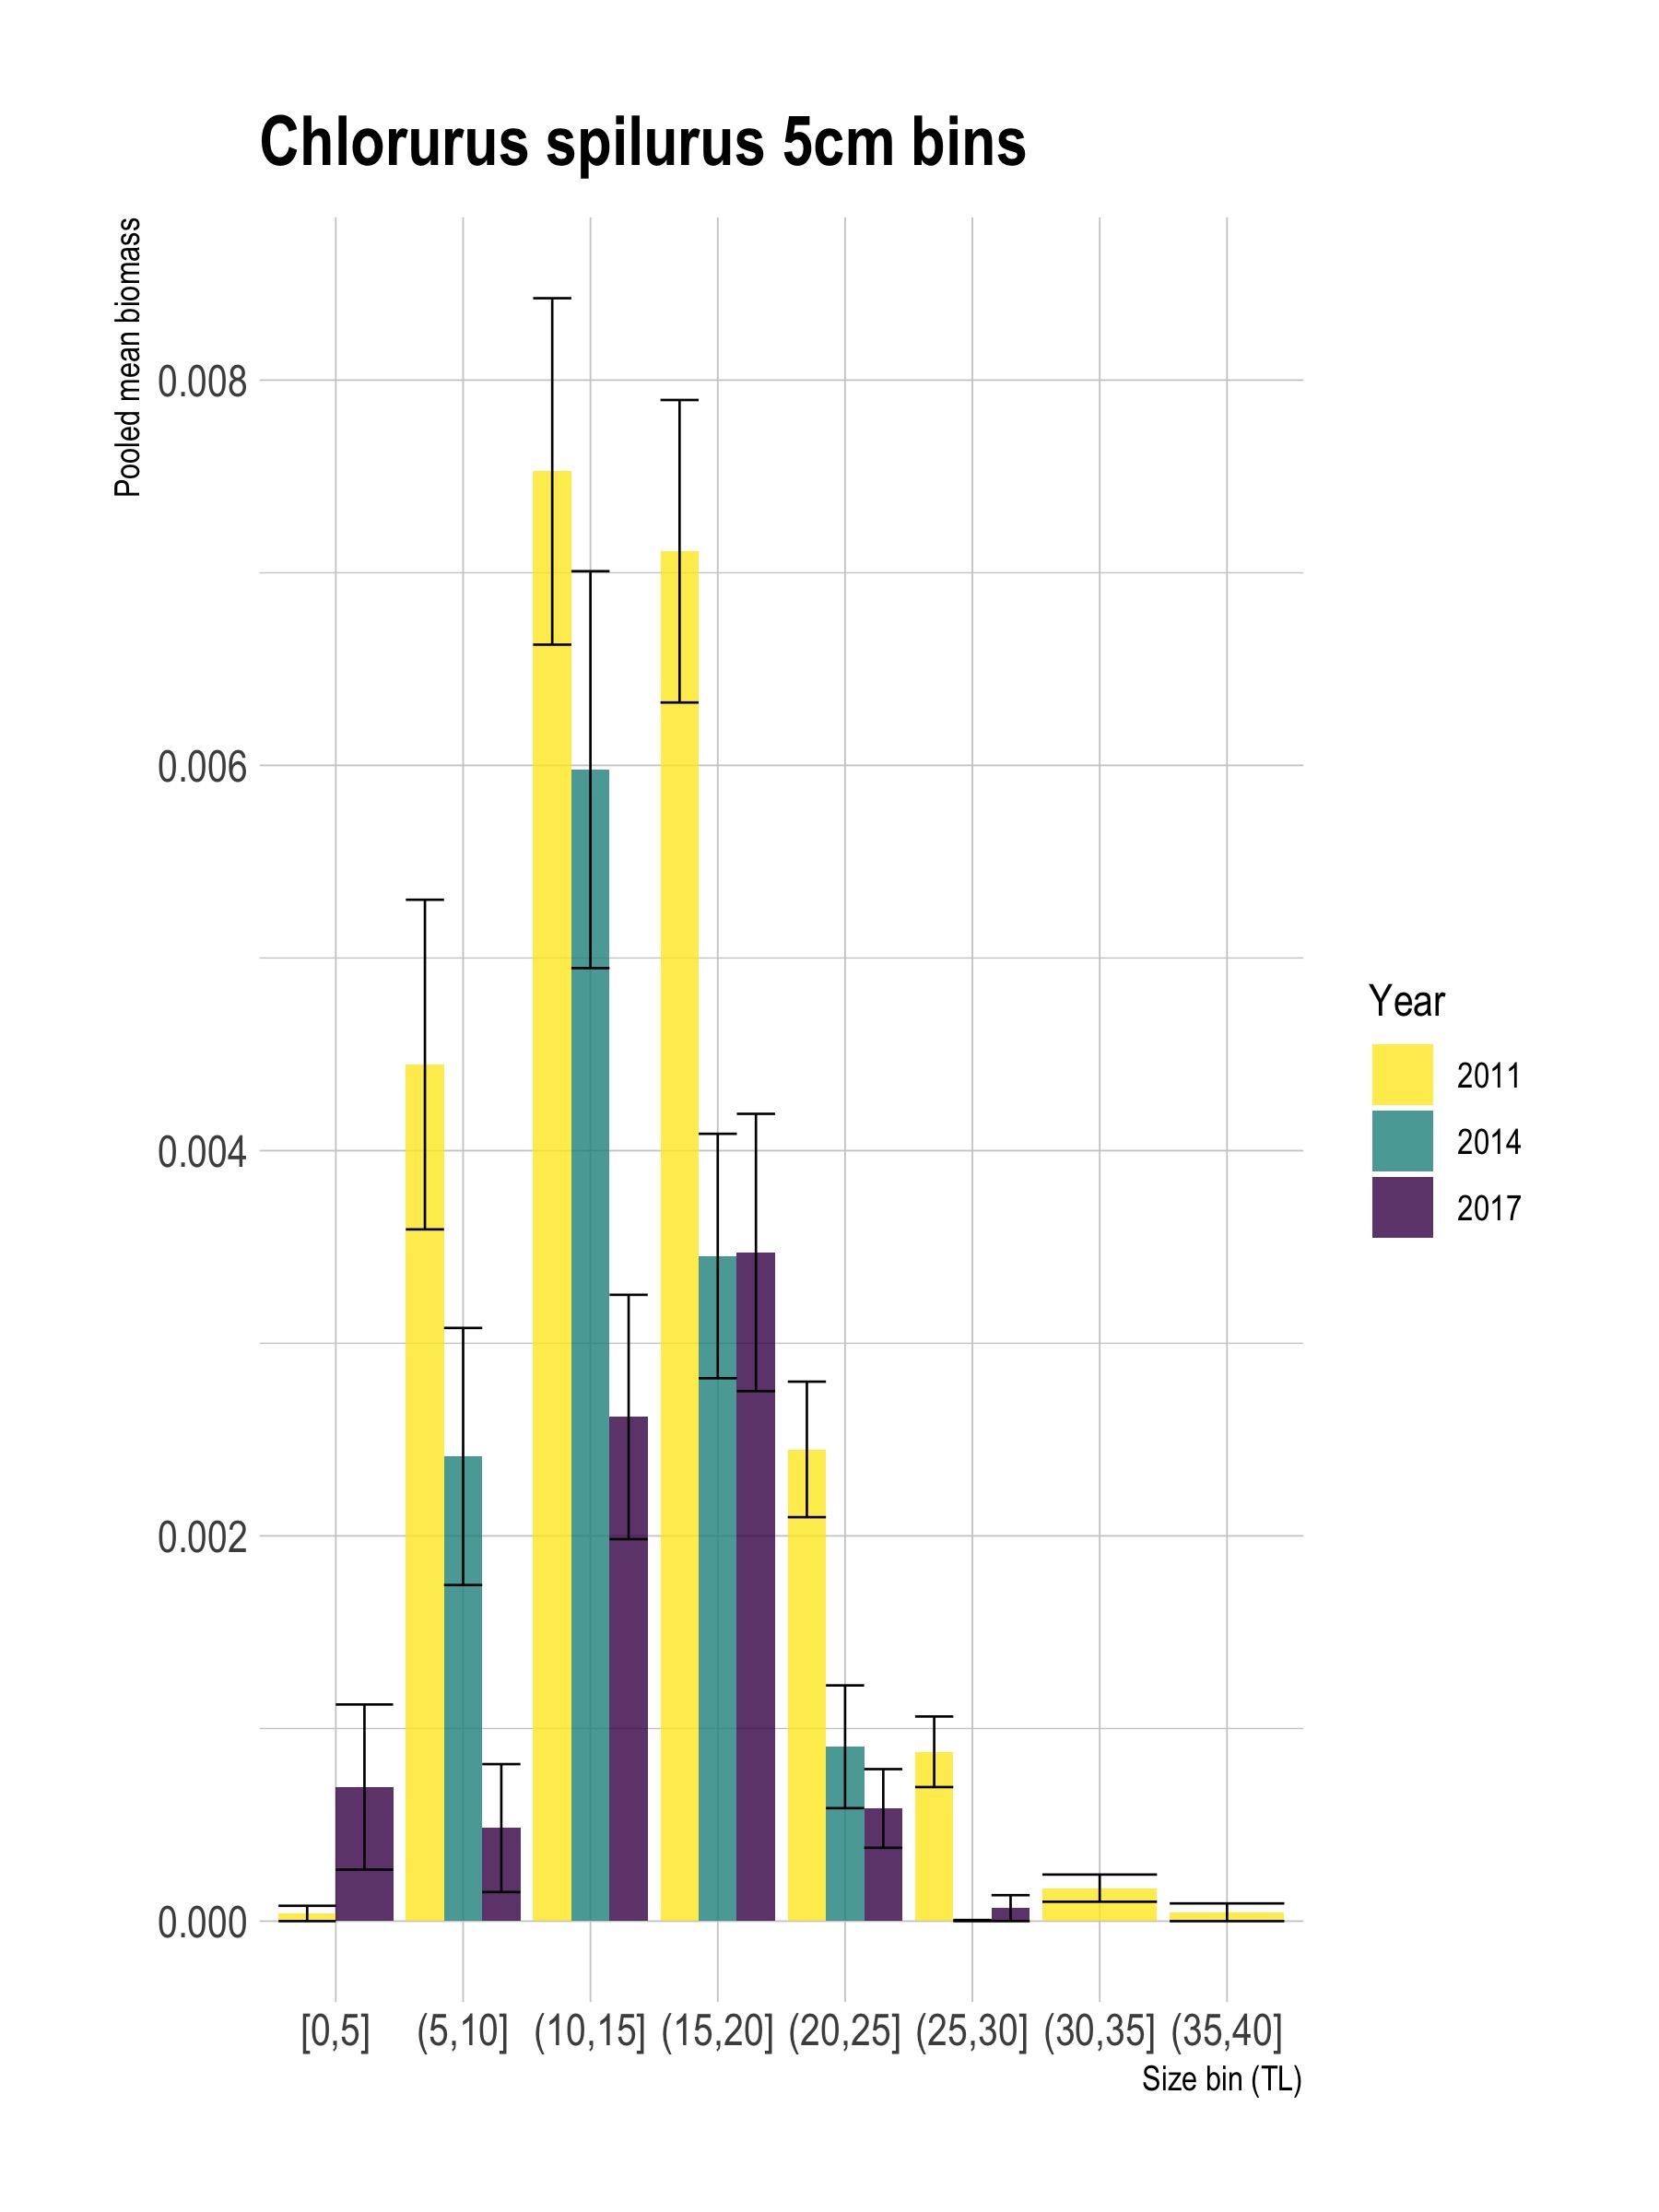 Chlorurus spilurus 5cm bins
Pooled mean biomass
0.008
0.006
0.004
0.002
0.000
[0,5] (5,10] (10,15] (15,20] (20,25] (25,30] (30,35] (35,40]
Size bin (TL)
Year
2011
2014
2017